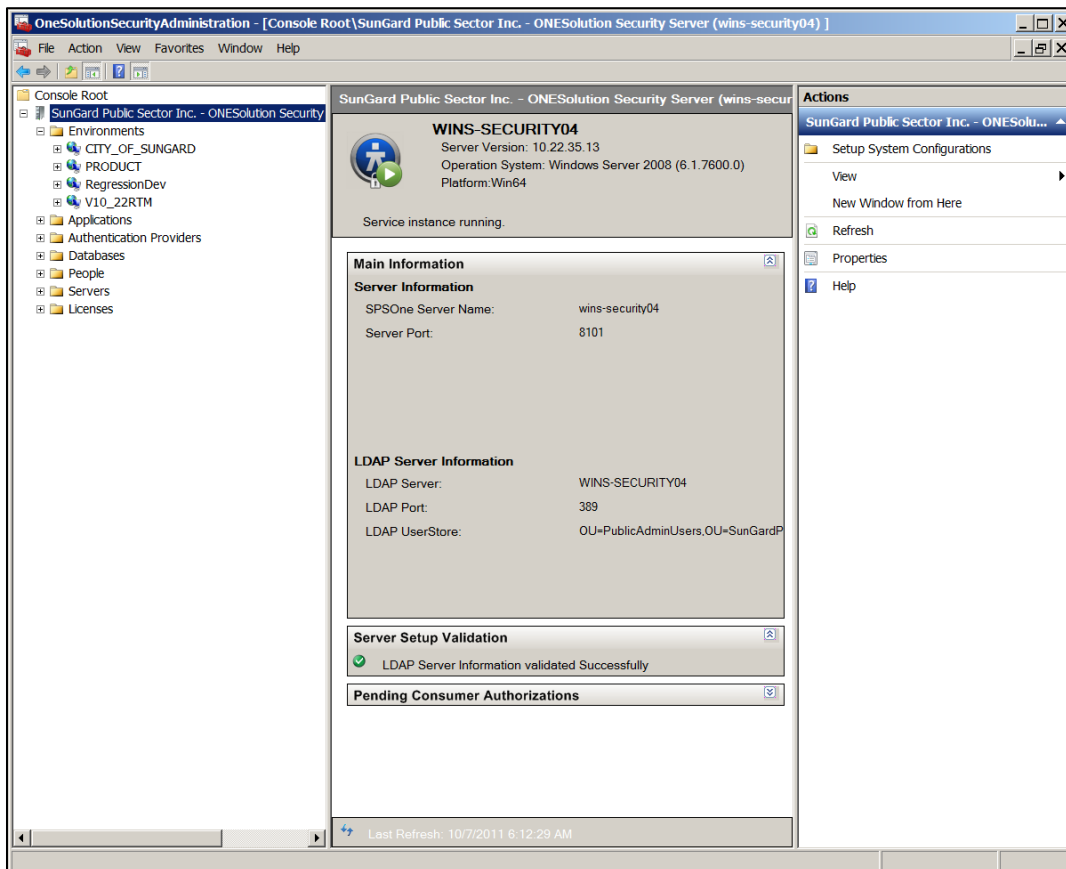 OneSolutionSecurityAdministration - [Console Root\SunGard Public Sector Inc. - ONESolution Security Server (wins-security04) ]
File Action View Favorites Window Help
Console Root
SunGard Public Sector Inc. - ONESolution Security
Environments
CITY_OF_SUNGARD
PRODUCT
RegressionDev
V10_22RTM
Applications
Authentication Providers
Databases
People
Servers
Licenses
SunGard Public Sector Inc. - ONESolution Security Server (wins-secur
WINS-SECURITY04
Server Version: 10.22.35.13
Operation System: Windows Server 2008 (6.1.7600.0)
Platform:Win64
Service instance running.
Main Information
Server Information
SPSOne Server Name: wins-security04
Server Port: 8101
LDAP Server Information
LDAP Server: WINS-SECURITY04
LDAP Port: 389
LDAP UserStore: OU=PublicAdminUsers,OU=SunGardP
Server Setup Validation
LDAP Server Information validated Successfully
Pending Consumer Authorizations
Last Refresh: 10/7/2011 6:12:29 AM
Actions
SunGard Public Sector Inc. - ONESolu...
Setup System Configurations
View
New Window from Here
Refresh
Properties
Help